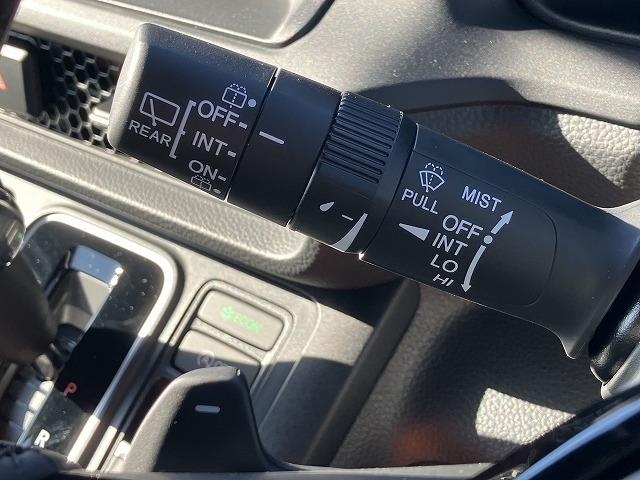 OFF
INT
ON
REAR
PULL
MIST
OFF
INT
LO
HI
ECON
P
R